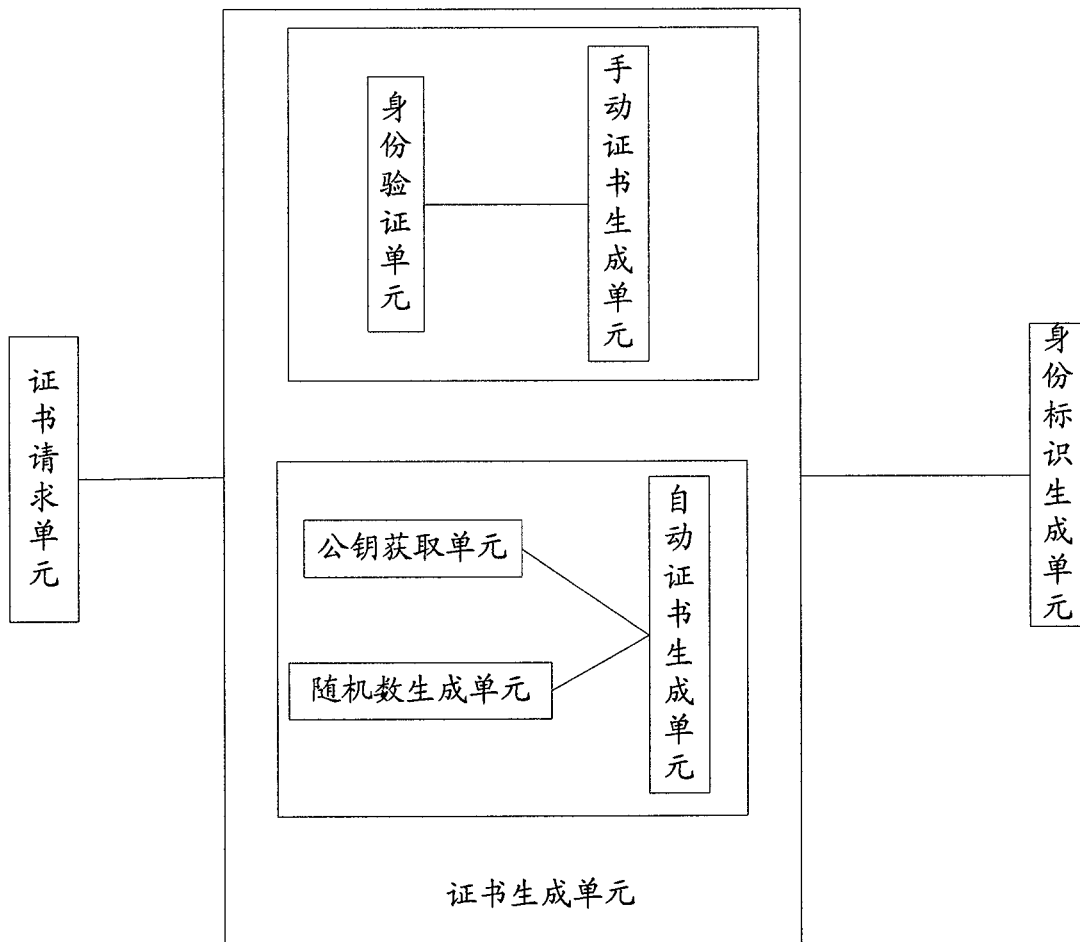 证书请求单元
身份验证单元
手动证书生成单元
公钥获取单元
随机数生成单元
自动证书生成单元
证书生成单元
身份标识生成单元